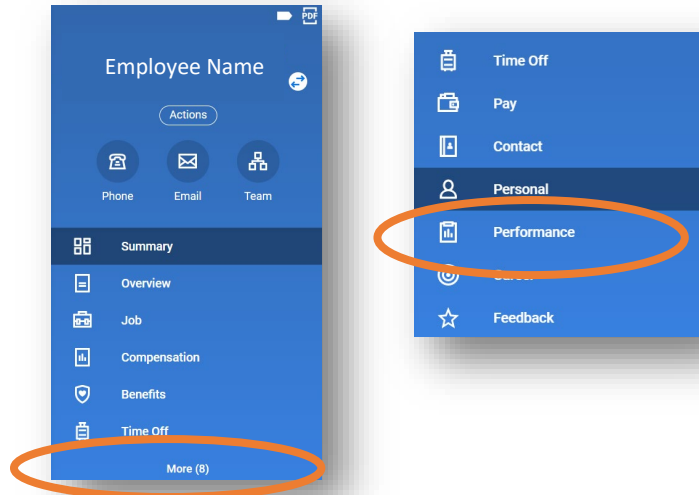 PDF
Employee Name
Actions
Phone Email Team
Summary
Overview
Job
Compensation
Benefits
Time Off
More (8)
Time Off
Pay
Contact
Personal
Performance
Feedback